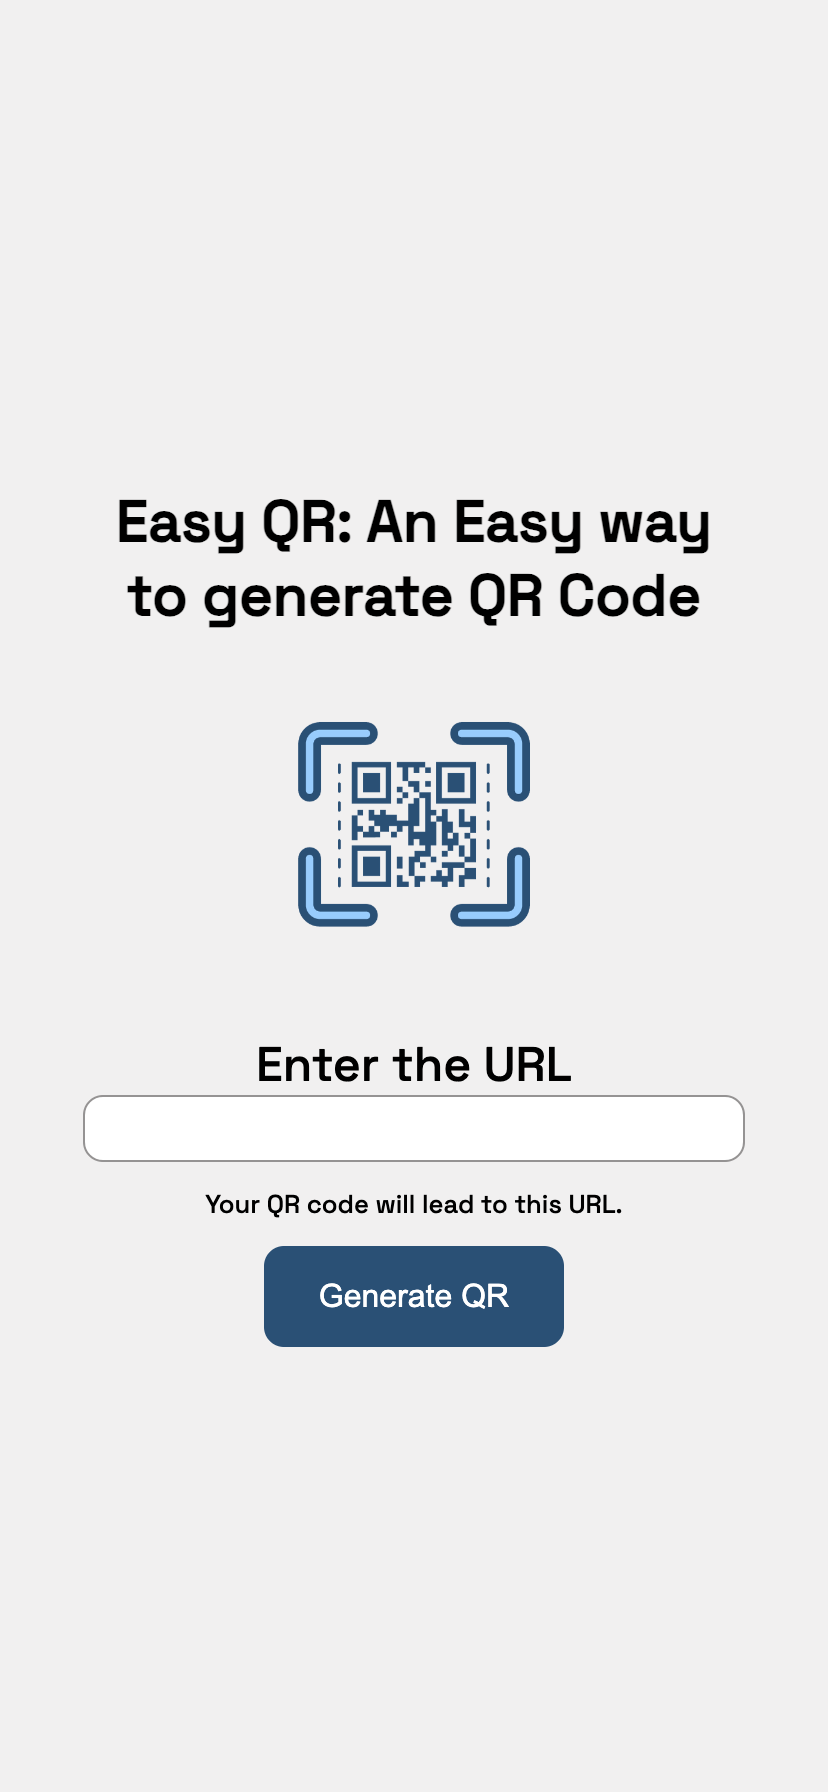 Easy QR: An Easy way
to generate QR Code
Enter the URL
Your QR code will lead to this URL.
Generate QR